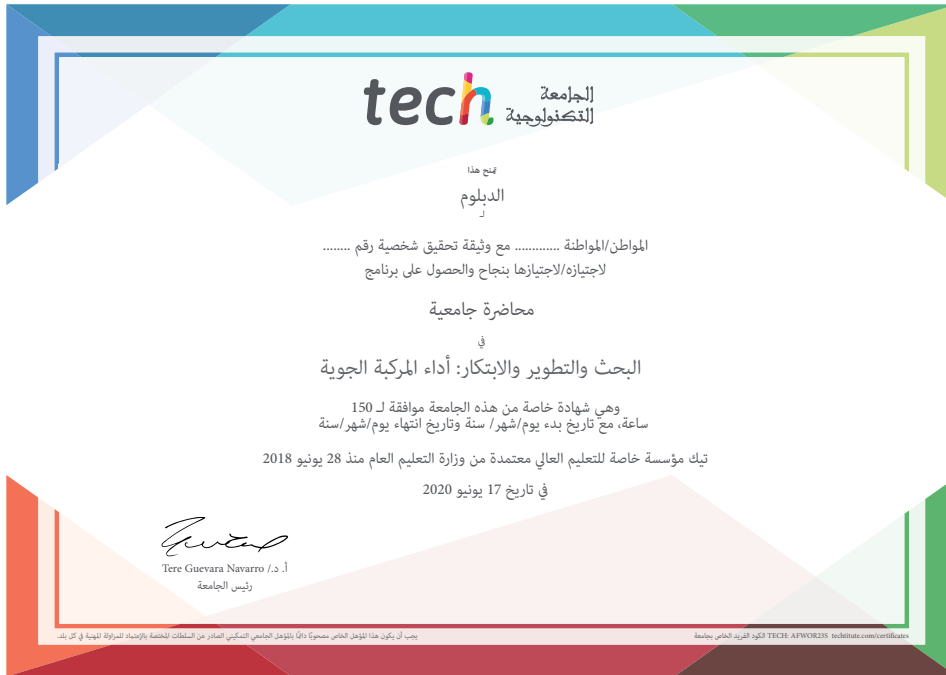 tech الجامعة
التكنولوجية
تمنح هذا
الدبلوم
لـ
المواطن/المواطنة ............. مع وثيقة تحقيق شخصية رقم ........
لاجتيازه/لاجتيازها بنجاح والحصول على برنامج
محاضرة جامعية
في
البحث والتطوير والابتكار: أداء المركبة الجوية
وهي شهادة خاصة من هذه الجامعة موافقة لـ 150
ساعة، مع تاريخ بدء يوم/شهر/ سنة وتاريخ انتهاء يوم/شهر/سنة
تيك مؤسسة خاصة للتعليم العالي معتمدة من وزارة التعليم العام منذ 28 يونيو 2018
في تاريخ 17 يونيو 2020
أ. د./ Tere Guevara Navarro
رئيس الجامعة
يجب أن يكون هذا المؤهل الخاص مصحوبًا دائمًا بالمؤهل الجامعي التمكيني الصادر عن السلطات المختصة بالإعتماد للمزاولة المهنية في كل بلد.
الكود الفريد الخاص بجامعة TECH: AFWOR23S techtitute.com/certificates